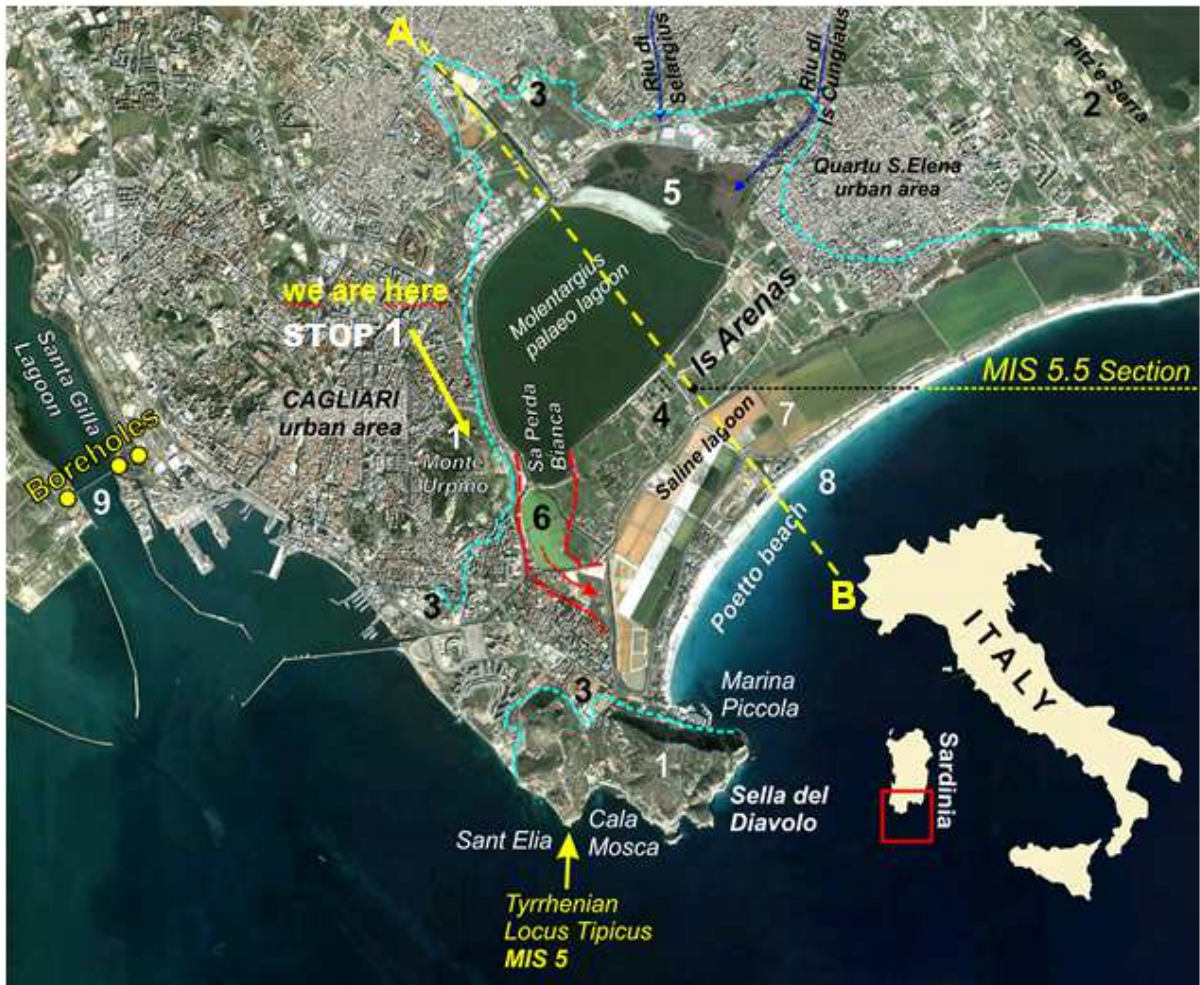 A
Riu di
Selargius
Riu di
Is Cungiaus
Pitz'e Serra
2
3
5
Quartu S.Elena
urban area
Molentargius
palaeo lagoon
we are here
STOP 1
Is Arenas
MIS 5.5 Section
Santa Gilla
Lagoon
CAGLIARI
urban area
1
Monte
Urpino
Sa Perda
Bianca
4
7
Saline lagoon
Boreholes
9
8
6
Poetto beach
B
3
ITALY
3
Marina
Piccola
1
Sardinia
Sella del
Diavolo
Sant Elia
Cala
Mosca
Tyrrhenian
Locus Tipicus
MIS 5